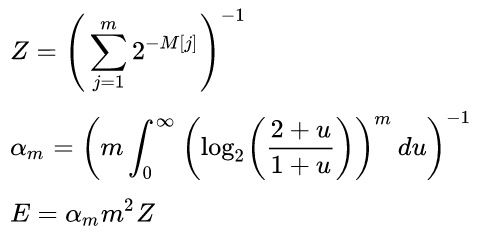 Z = \left( \sum_{j=1}^{m} 2^{-M[j]} \right)^{-1}
\alpha_m = \left( m \int_0^\infty \left( \log_2 \left( \frac{2+u}{1+u} \right) \right)^m du \right)^{-1}
E = \alpha_m m^2 Z